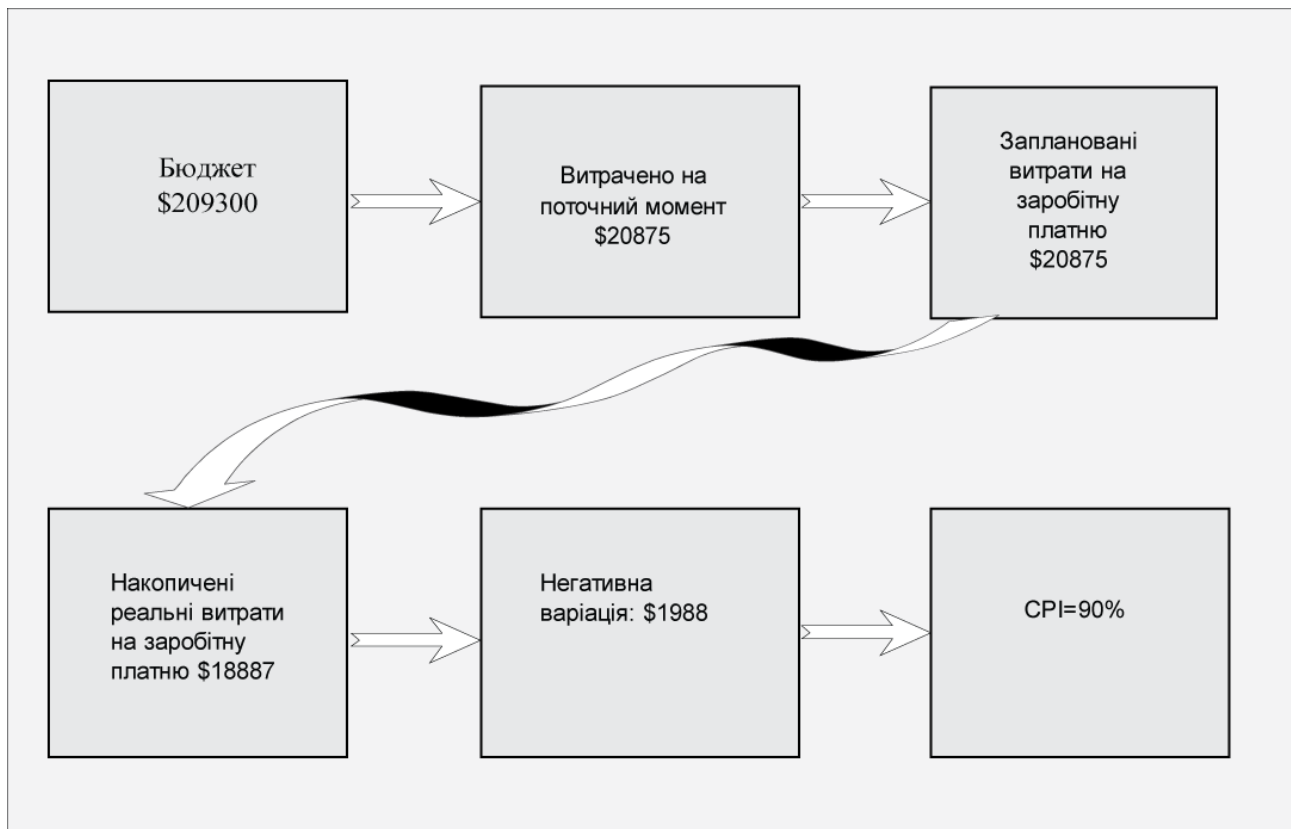 Бюджет
$209300
Витрачено на
поточний момент
$20875
Заплановані
витрати на
заробітну
платню
$20875
Накопичені
реальні витрати
на заробітну
платню $18887
Негативна
варіація: $1988
CPI=90%